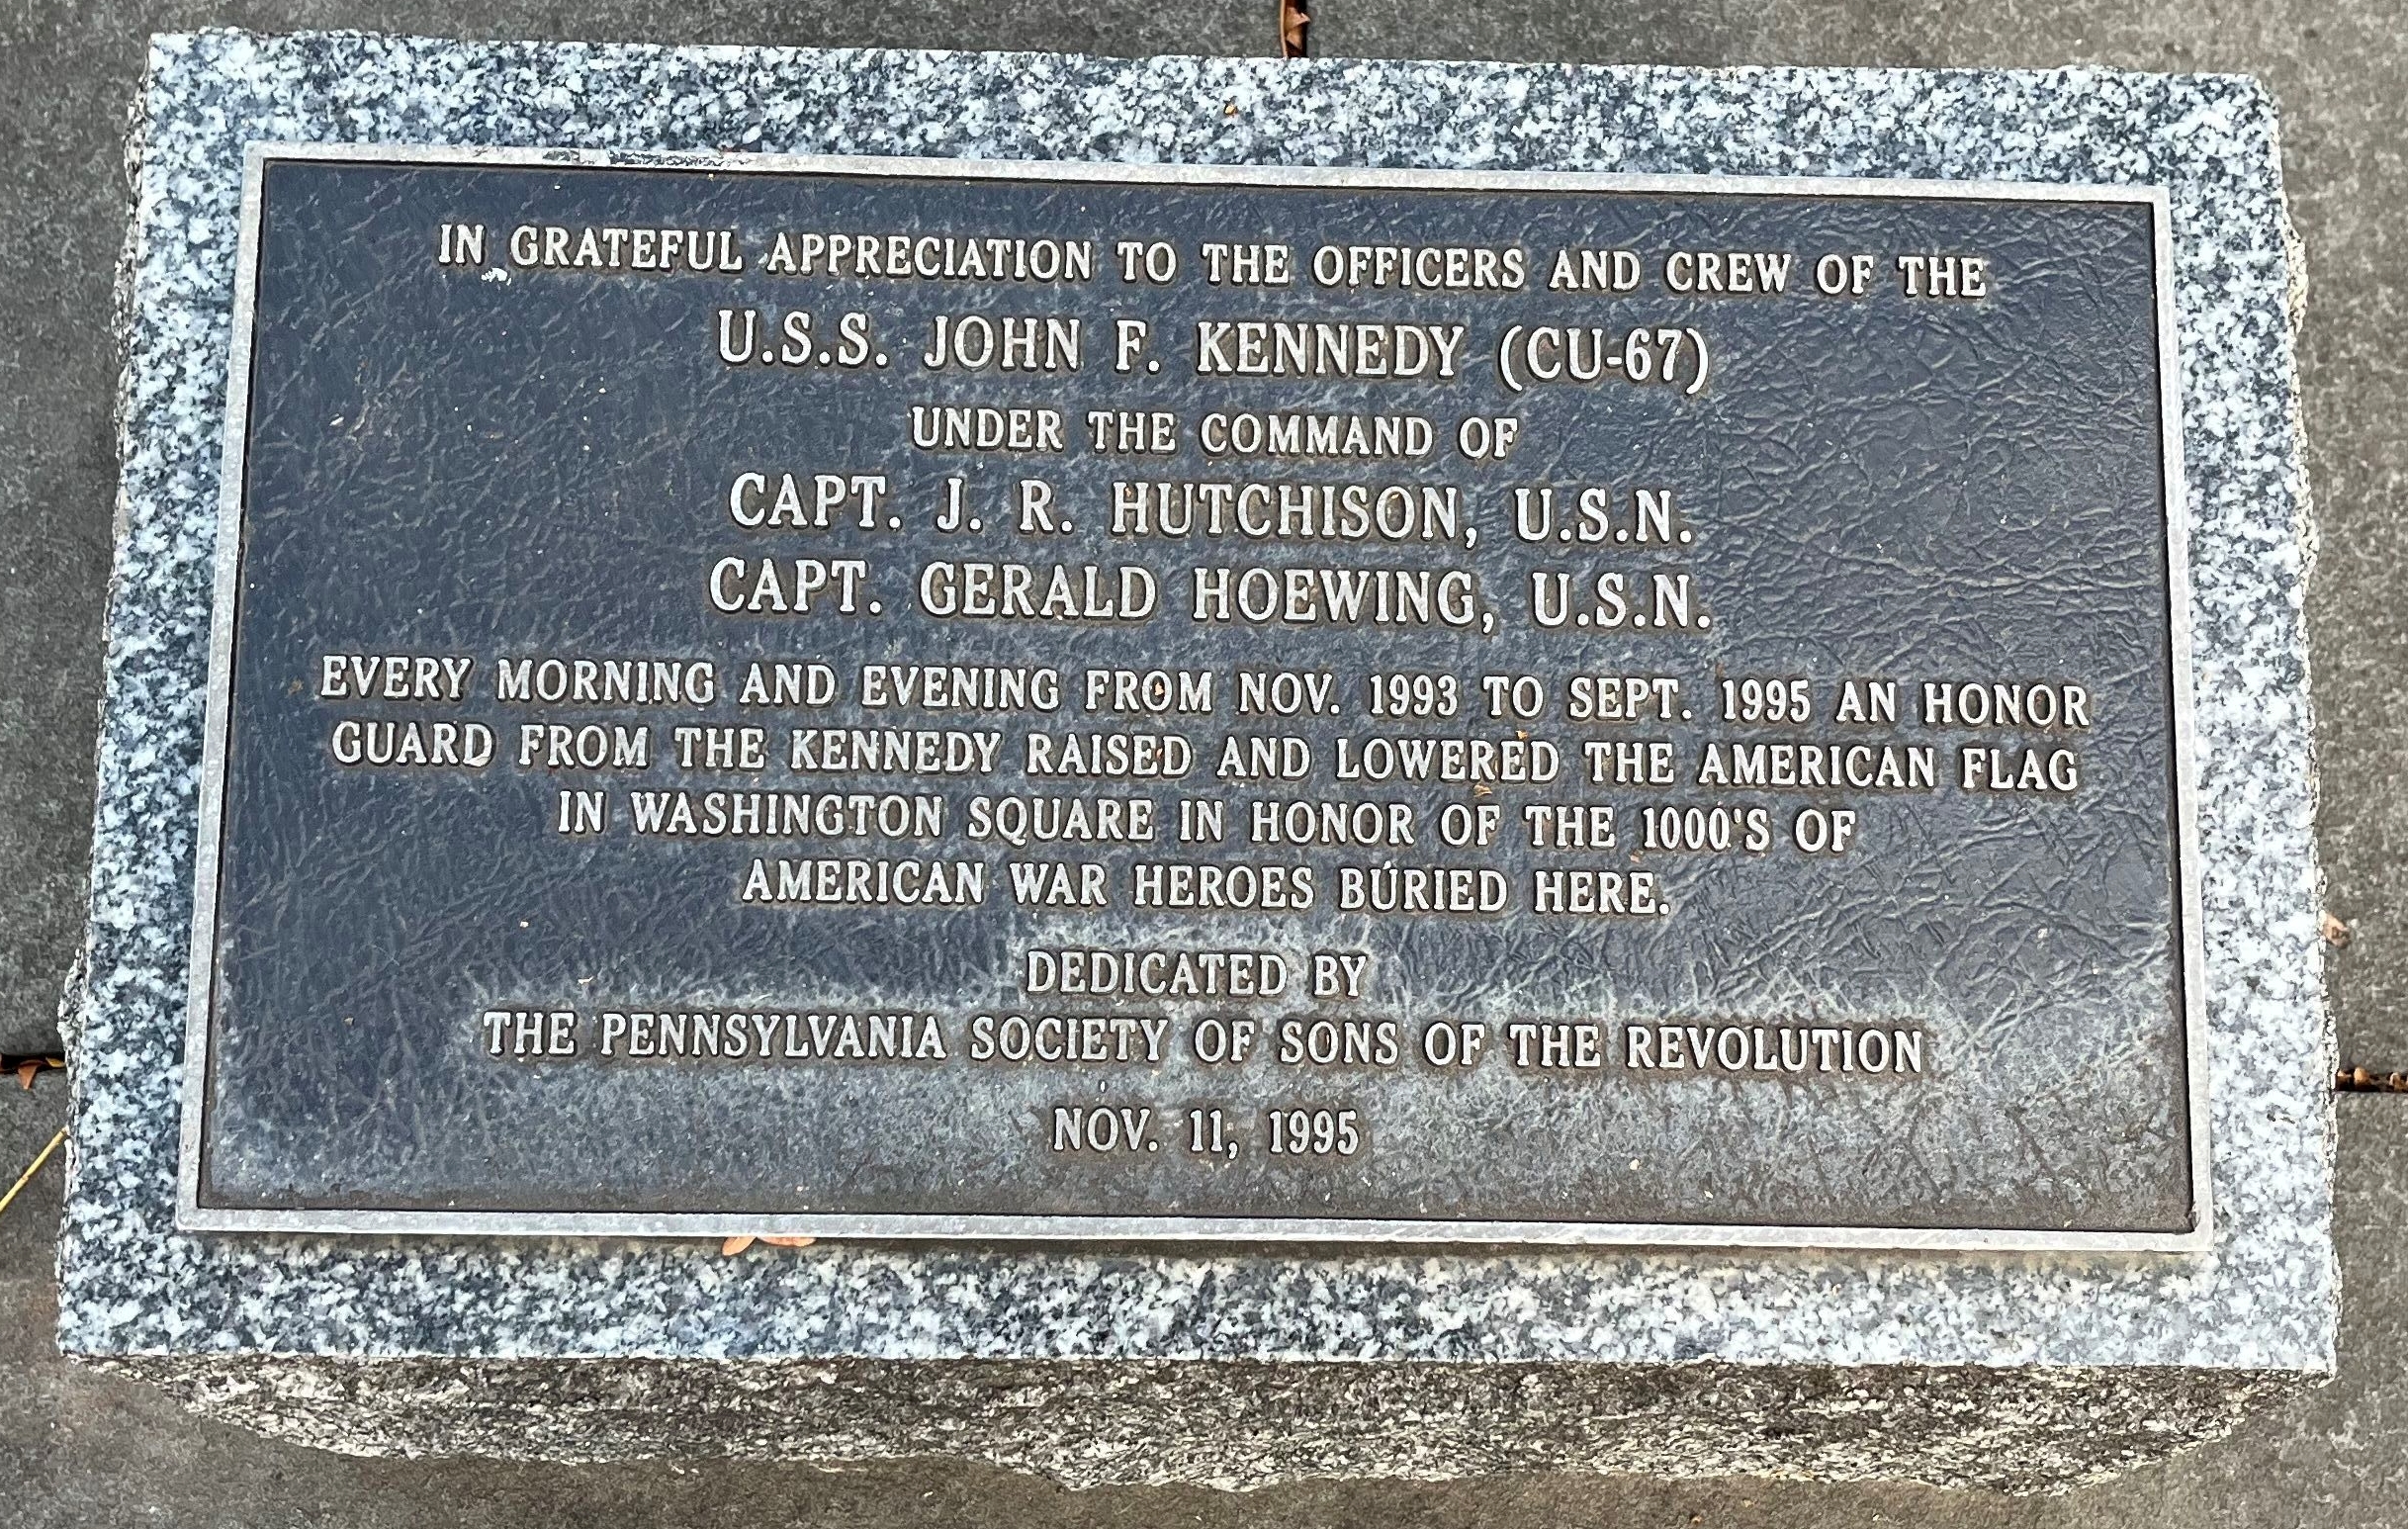 IN GRATEFUL APPRECIATION TO THE OFFICERS AND CREW OF THE
U.S.S. JOHN F. KENNEDY (CU-67)
UNDER THE COMMAND OF
CAPT. J. R. HUTCHISON, U.S.N.
CAPT. GERALD HOEWING, U.S.N.
EVERY MORNING AND EVENING FROM NOV. 1993 TO SEPT. 1995 AN HONOR
GUARD FROM THE KENNEDY RAISED AND LOWERED THE AMERICAN FLAG
IN WASHINGTON SQUARE IN HONOR OF THE 1000'S OF
AMERICAN WAR HEROES BURIED HERE.
DEDICATED BY
THE PENNSYLVANIA SOCIETY OF SONS OF THE REVOLUTION
NOV. 11, 1995